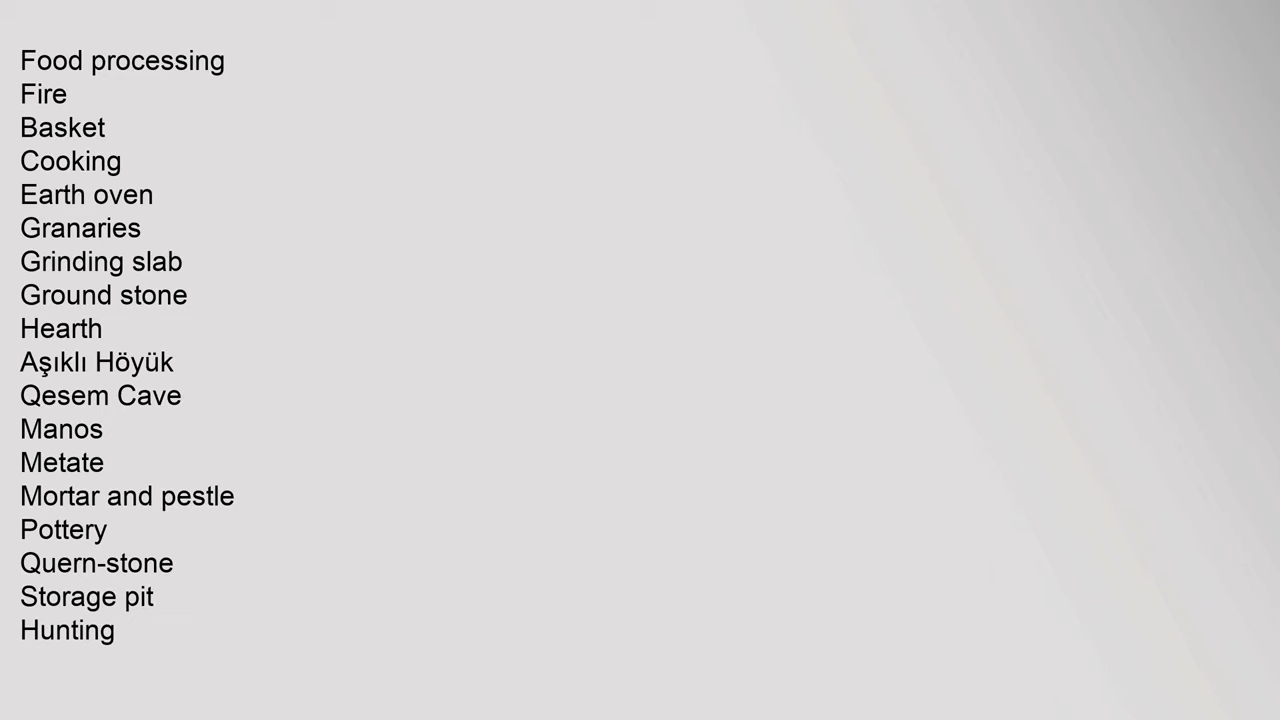 Food processing
Fire
Basket
Cooking
Earth oven
Granaries
Grinding slab
Ground stone
Hearth
Aşıklı Höyük
Qesem Cave
Manos
Metate
Mortar and pestle
Pottery
Quern-stone
Storage pit
Hunting